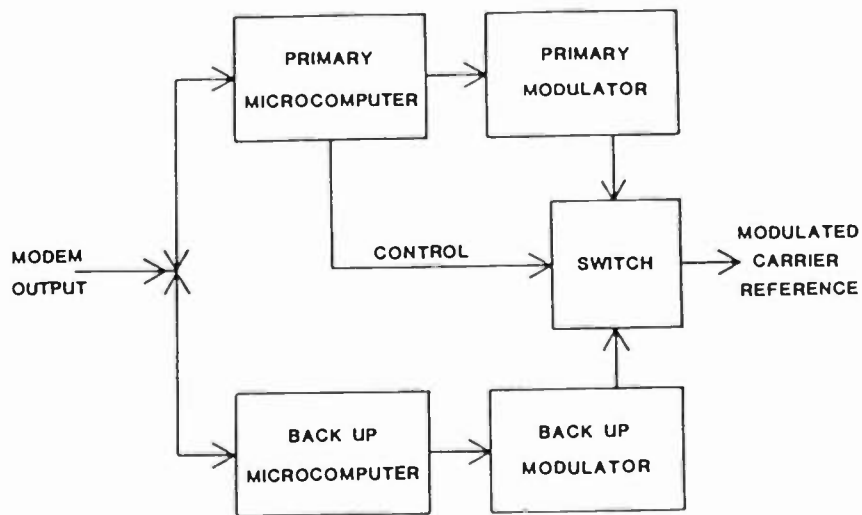 PRIMARY
MICROCOMPUTER
PRIMARY
MODULATOR
MODEM
OUTPUT
CONTROL
SWITCH
MODULATED
CARRIER
REFERENCE
BACK UP
MICROCOMPUTER
BACK UP
MODULATOR